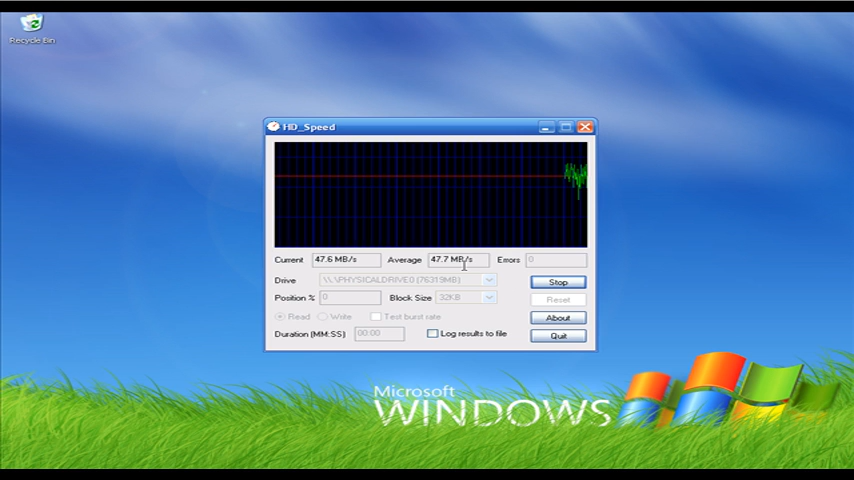 Recycle Bin
HD_Speed
Current 47.6 MB/s Average 47.7 MB/s Errors 0
Drive \\.\PHYSICALDRIVE0 (76319MB) Stop
Position % 0 Block Size 32KB Reset
Read Write Test burst rate About
Duration (MM:SS) 00:00 Log results to file Quit
Microsoft
WINDOWS